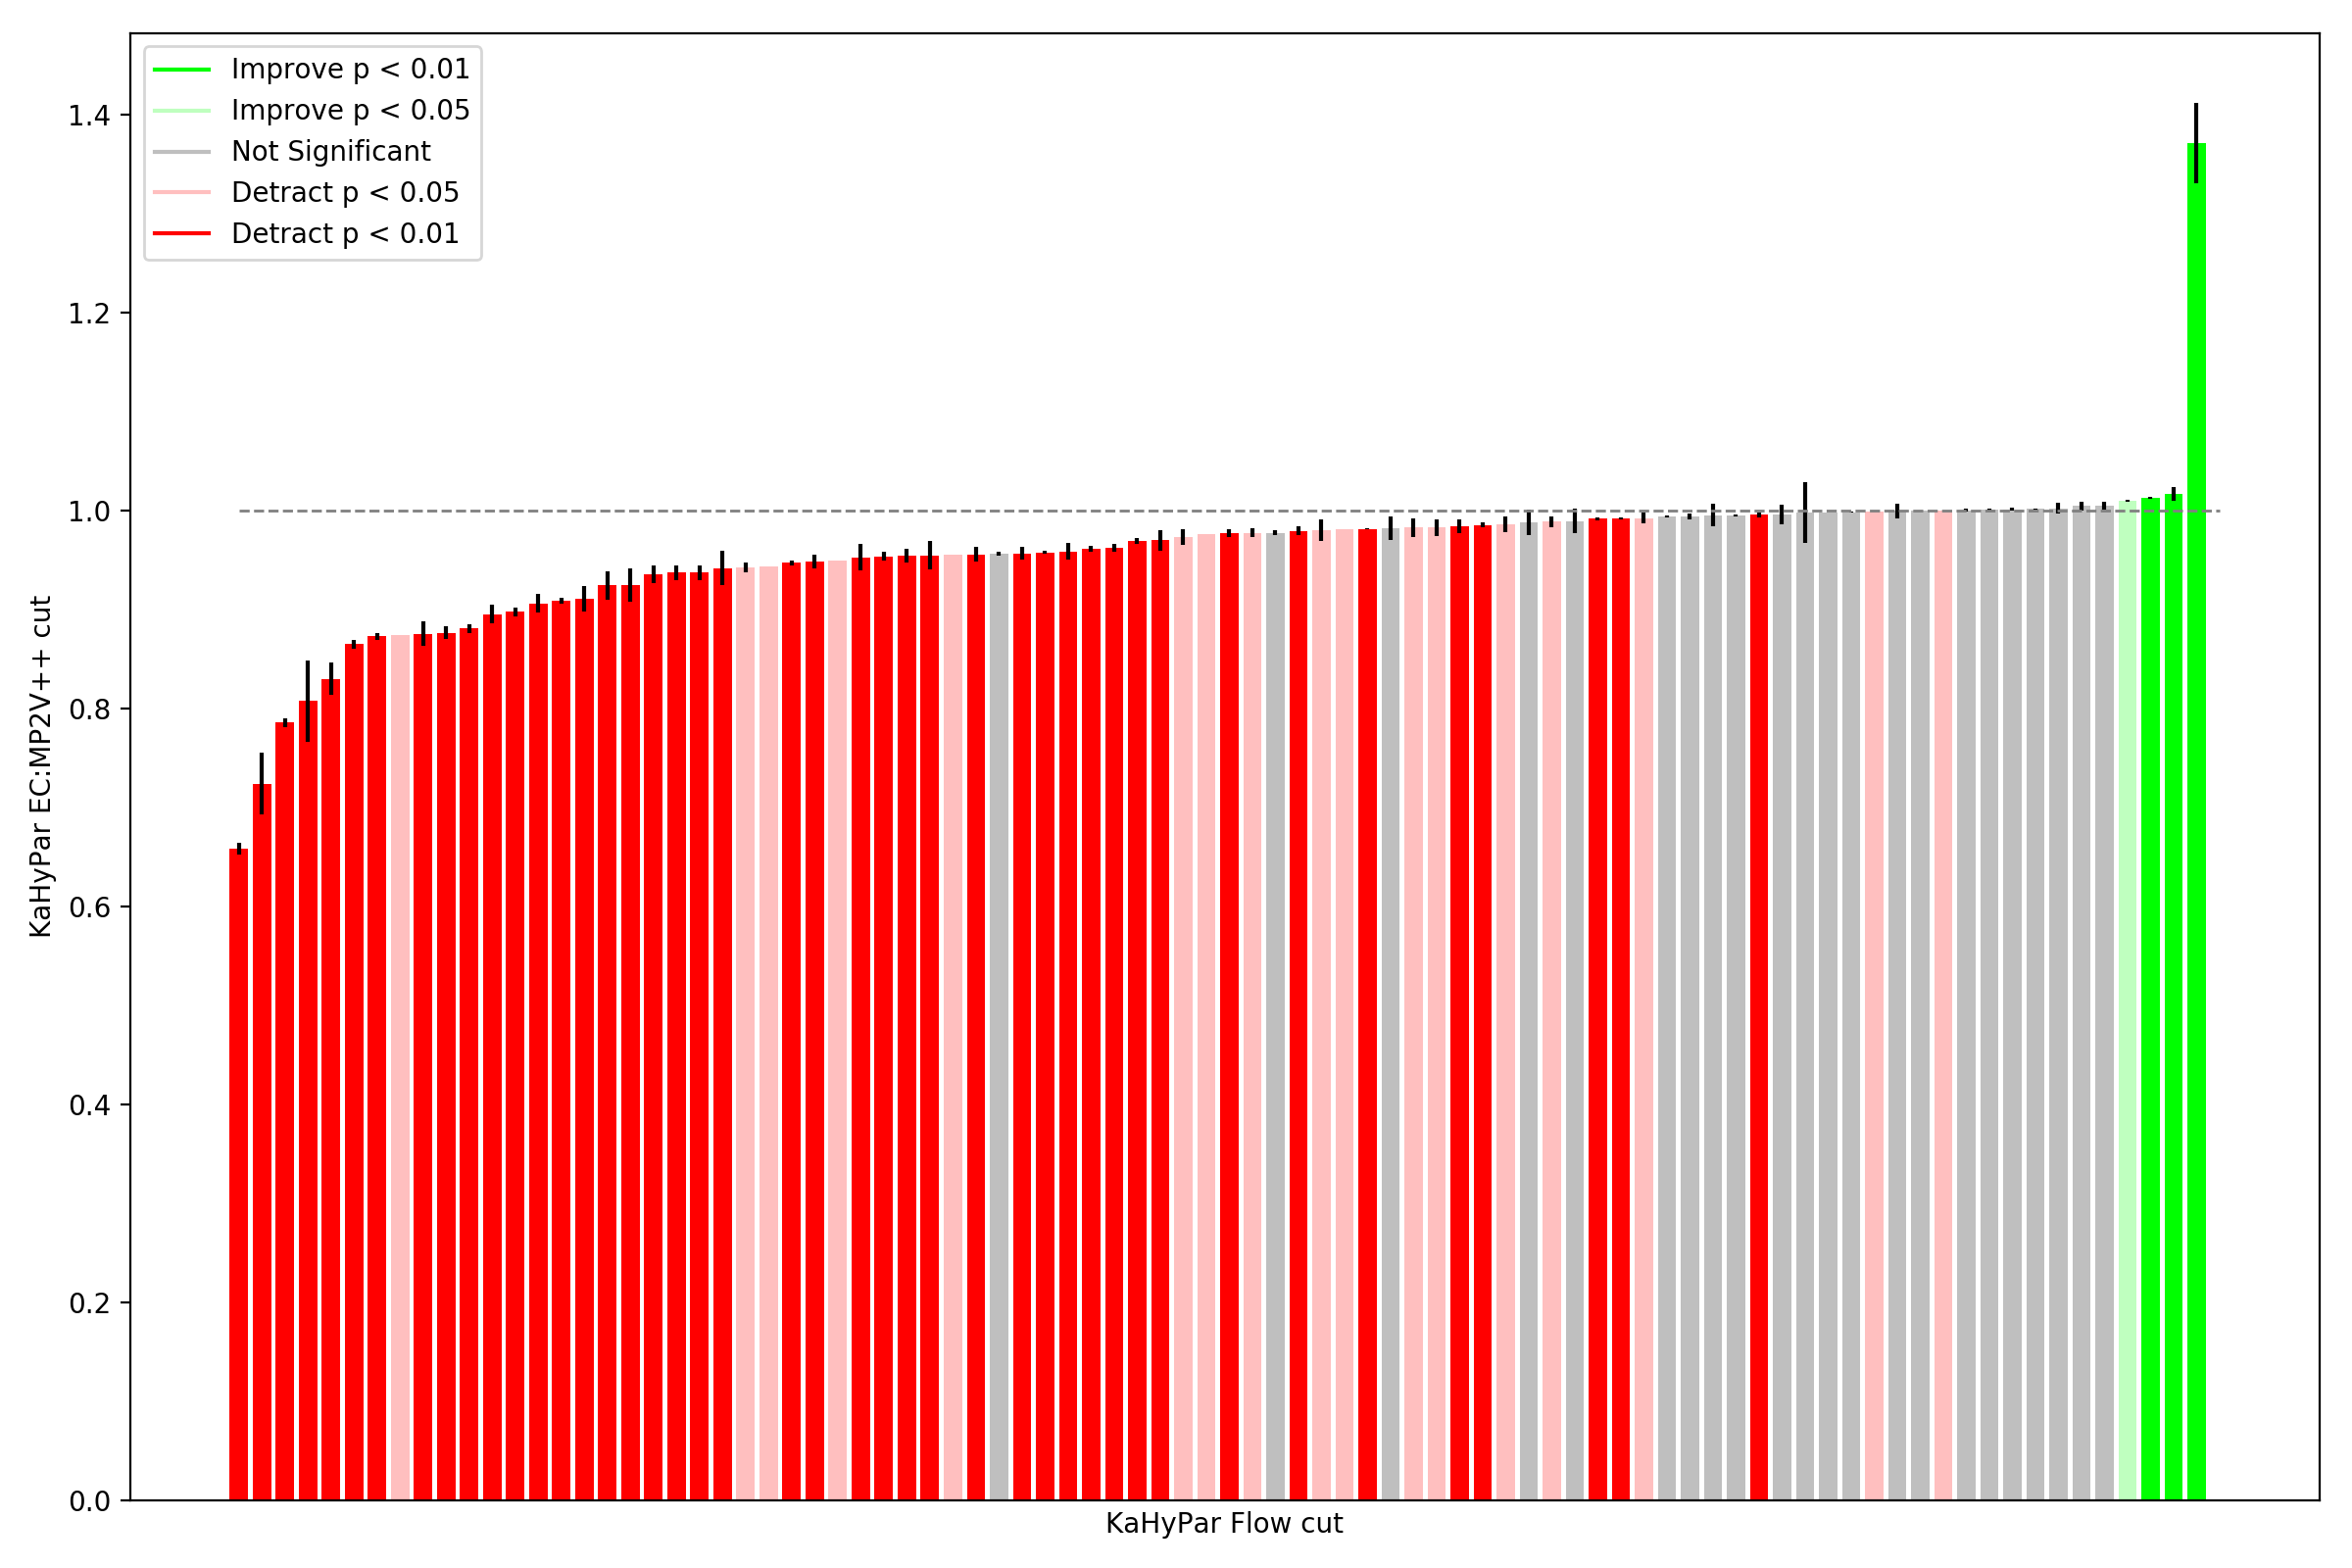 Improve p < 0.01
Improve p < 0.05
Not Significant
Detract p < 0.05
Detract p < 0.01
1.4
1.2
1.0
0.8
0.6
0.4
0.2
0.0
KaHyPar EC:MP2V++ cut
KaHyPar Flow cut